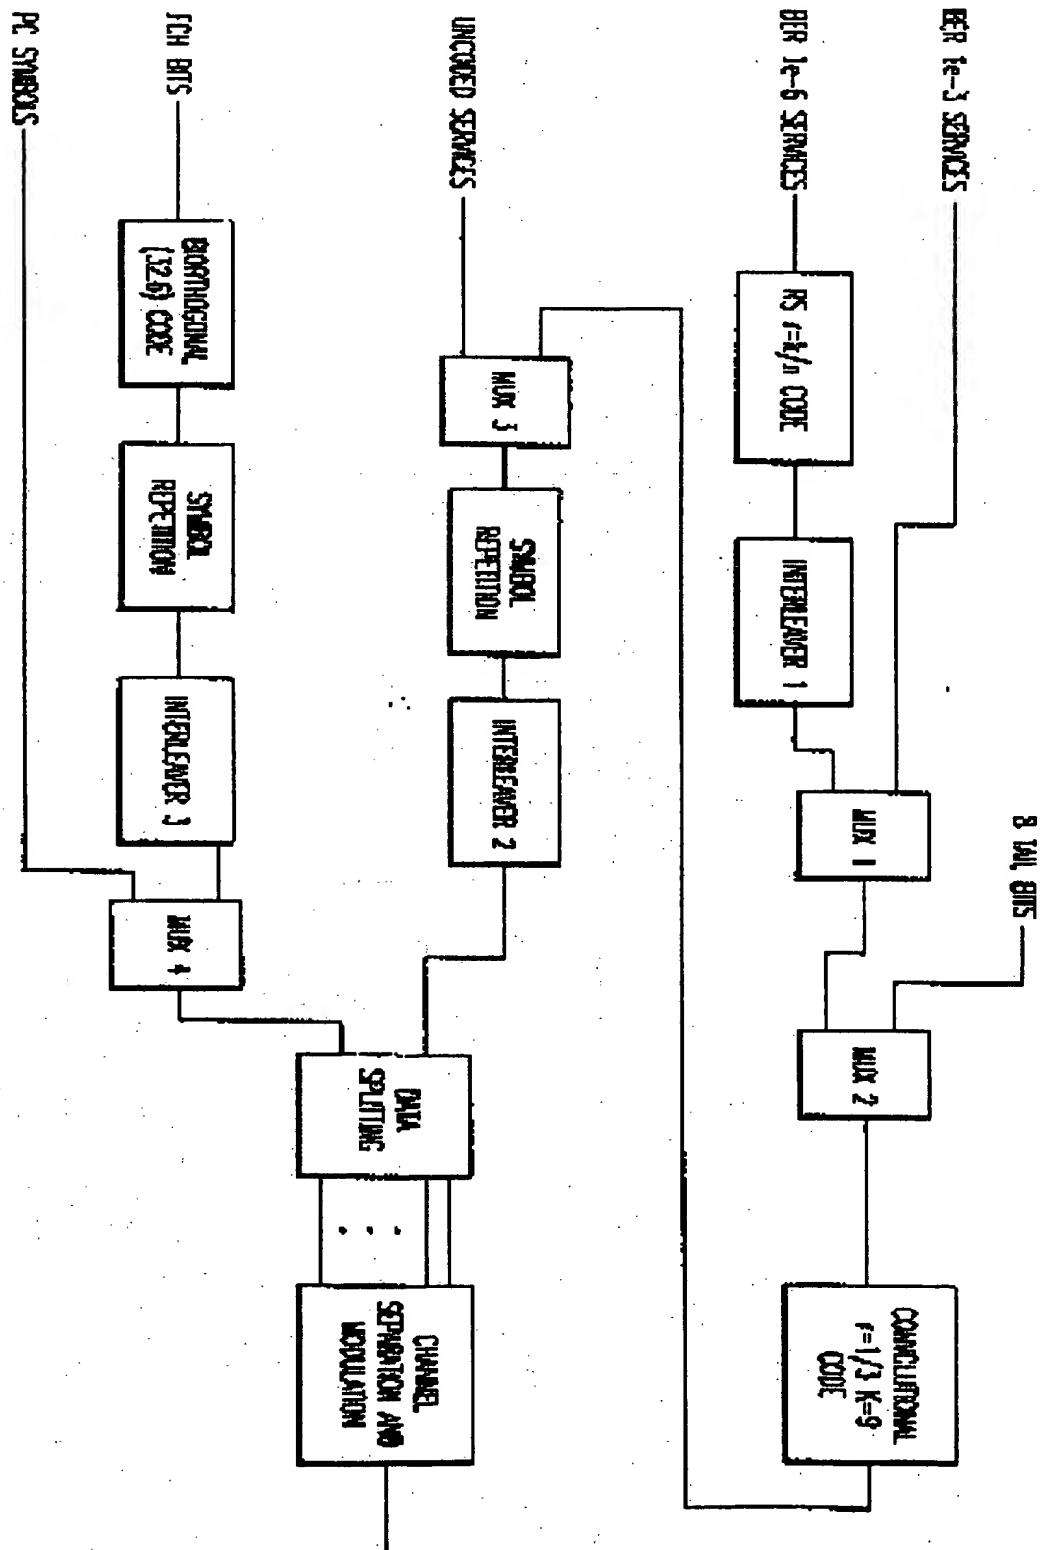 BER 1e-3 SERVICES
8 TAIL BITS
BER 1e-6 SERVICES
RS r=k/n CODE
INTERLEAVER 1
MUX 1
MUX 2
CONVOLUTIONAL
r=1/3 K=9
CODE
UNCODED SERVICES
MUX 3
SYMBOL
REPETITION
INTERLEAVER 2
DATA
SPLITTING
CHANNEL
SEPARATION AND
MODULATION
FCH BITS
BIORTHOGONAL
(32,6) CODE
SYMBOL
REPETITION
INTERLEAVER 3
MUX 4
PC SYMBOLS